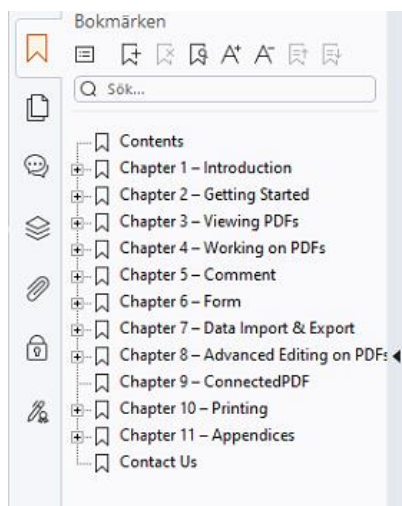 Bokmärken
Sök...
Contents
Chapter 1 – Introduction
Chapter 2 – Getting Started
Chapter 3 – Viewing PDFs
Chapter 4 – Working on PDFs
Chapter 5 – Comment
Chapter 6 – Form
Chapter 7 – Data Import & Export
Chapter 8 – Advanced Editing on PDFs
Chapter 9 – ConnectedPDF
Chapter 10 – Printing
Chapter 11 – Appendices
Contact Us